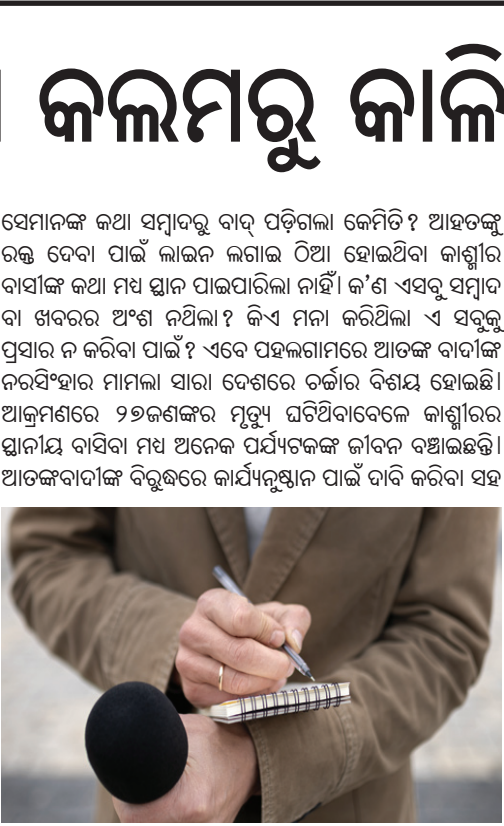 କଲମରୁ କାଳି
ସେମାନଙ୍କ କଥା ସମ୍ବାଦରୁ ବାଦ୍ ପଡ଼ିଗଲା କେମିତି? ଆହତଙ୍କୁ
ରକ୍ତ ଦେବା ପାଇଁ ଲାଇନ ଲଗାଇ ଠିଆ ହୋଇଥିବା କାଶ୍ମୀର
ବାସୀଙ୍କ କଥା ମଧ୍ୟ ସ୍ଥାନ ପାଇପାରିଲା ନାହିଁ। କ'ଣ ଏସବୁ ସମ୍ବାଦ
ବା ଖବରର ଅଂଶ ନଥିଲା? କିଏ ମନା କରିଥିଲା ଏ ସବୁକୁ
ପ୍ରସାର ନ କରିବା ପାଇଁ? ଏବେ ପହଲଗାମରେ ଆତଙ୍କ ବାଦୀଙ୍କ
ନରସିଂହାର ମାମଲା ସାରା ଦେଶରେ ଚର୍ଚ୍ଚାର ବିଶୟ ହୋଇଛି।
ଆକ୍ରମଣରେ ୨୭ଜଣଙ୍କର ମୃତ୍ୟୁ ଘଟିଥିବାବେଳେ କାଶ୍ମୀରର
ସ୍ଥାନୀୟ ବାସିବା ମଧ୍ୟ ଅନେକ ପର୍ଯ୍ୟଟକଙ୍କ ଜୀବନ ବଞ୍ଚାଇଛନ୍ତି।
ଆତଙ୍କବାଦୀଙ୍କ ବିରୁଦ୍ଧରେ କାର୍ଯ୍ୟନୁଷ୍ଠାନ ପାଇଁ ଦାବି କରିବା ସହ